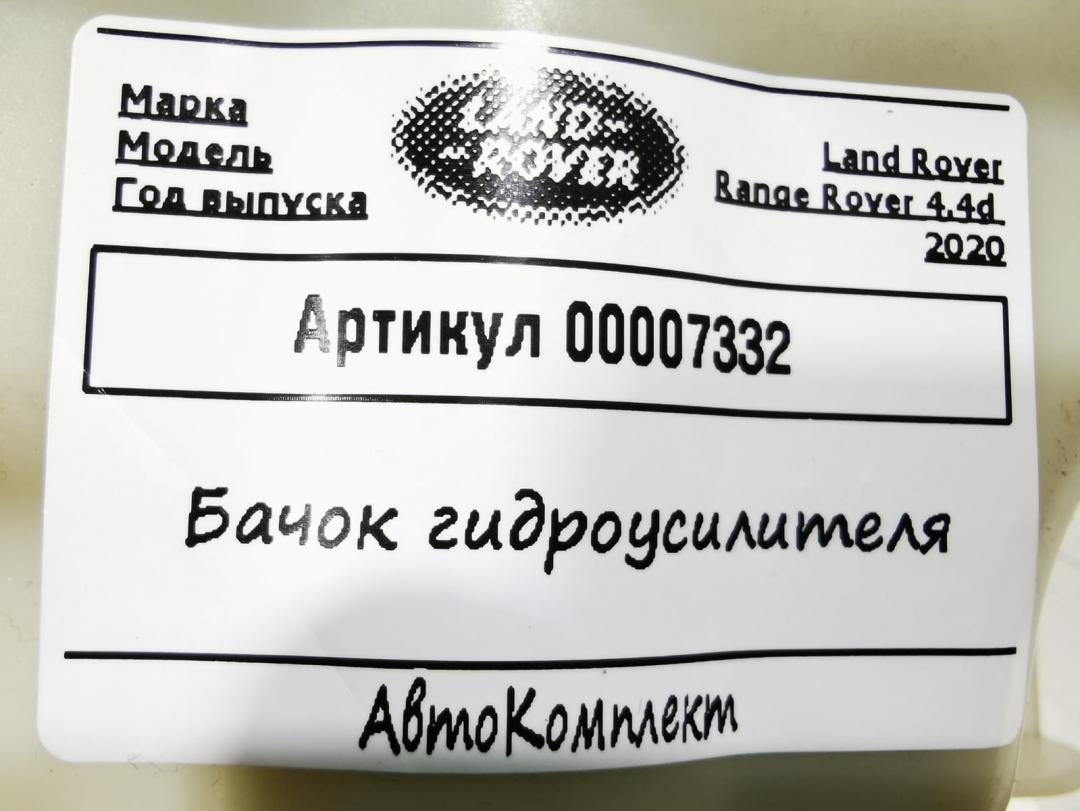 Марка
Модель
Год выпуска
LAND-
-ROVER
Land Rover
Range Rover 4.4d
2020
Артикул 00007332
Бачок гидроусилителя
АвтоКомплект